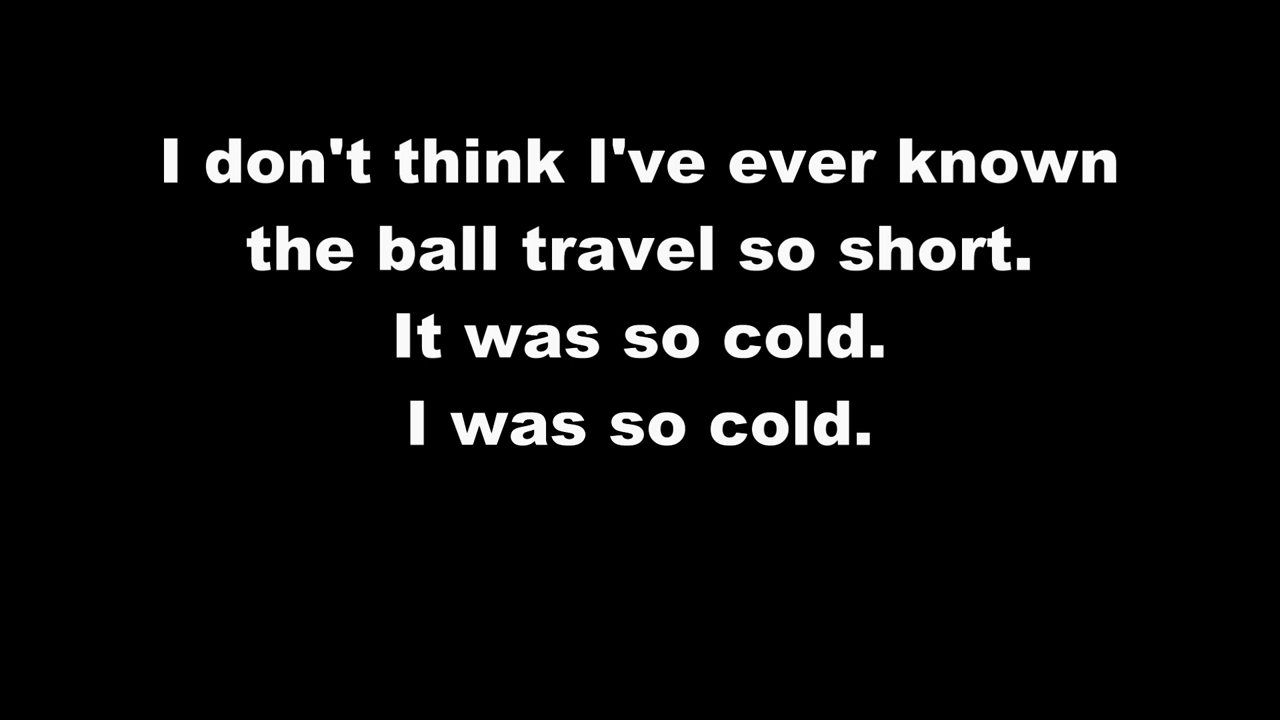 I don't think I've ever known
the ball travel so short.
It was so cold.
I was so cold.